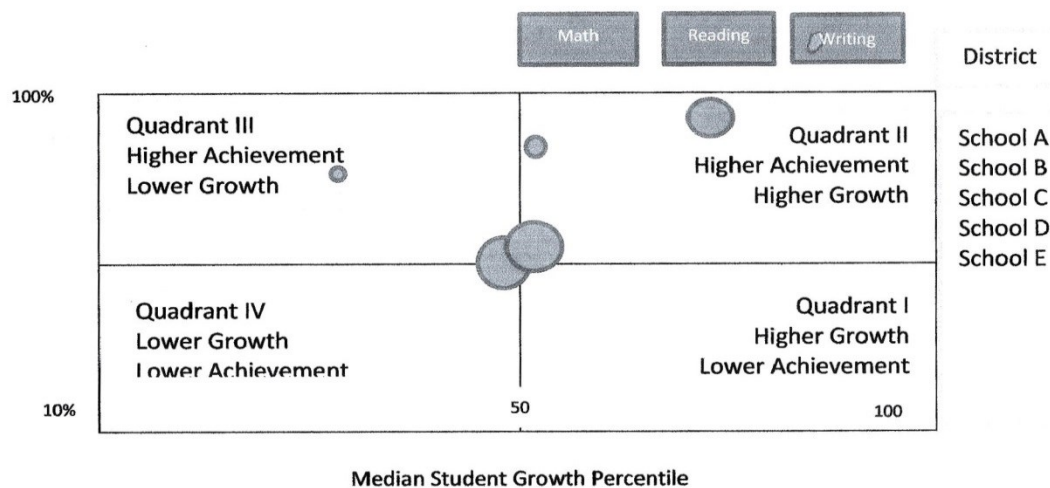 Math
Reading
Writing
District
100%
Quadrant III
Higher Achievement
Lower Growth
Quadrant II
Higher Achievement
Higher Growth
School A
School B
School C
School D
School E
Quadrant IV
Lower Growth
Lower Achievement
Quadrant I
Higher Growth
Lower Achievement
10%
50
100
Median Student Growth Percentile